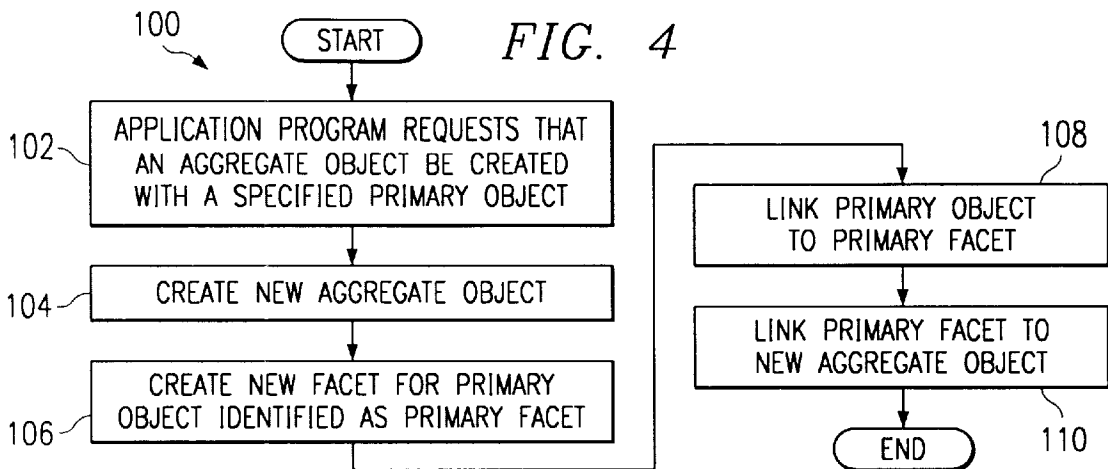 100
START
FIG. 4
102
APPLICATION PROGRAM REQUESTS THAT
AN AGGREGATE OBJECT BE CREATED
WITH A SPECIFIED PRIMARY OBJECT
104
CREATE NEW AGGREGATE OBJECT
106
CREATE NEW FACET FOR PRIMARY
OBJECT IDENTIFIED AS PRIMARY FACET
108
LINK PRIMARY OBJECT
TO PRIMARY FACET
LINK PRIMARY FACET TO
NEW AGGREGATE OBJECT
110
END